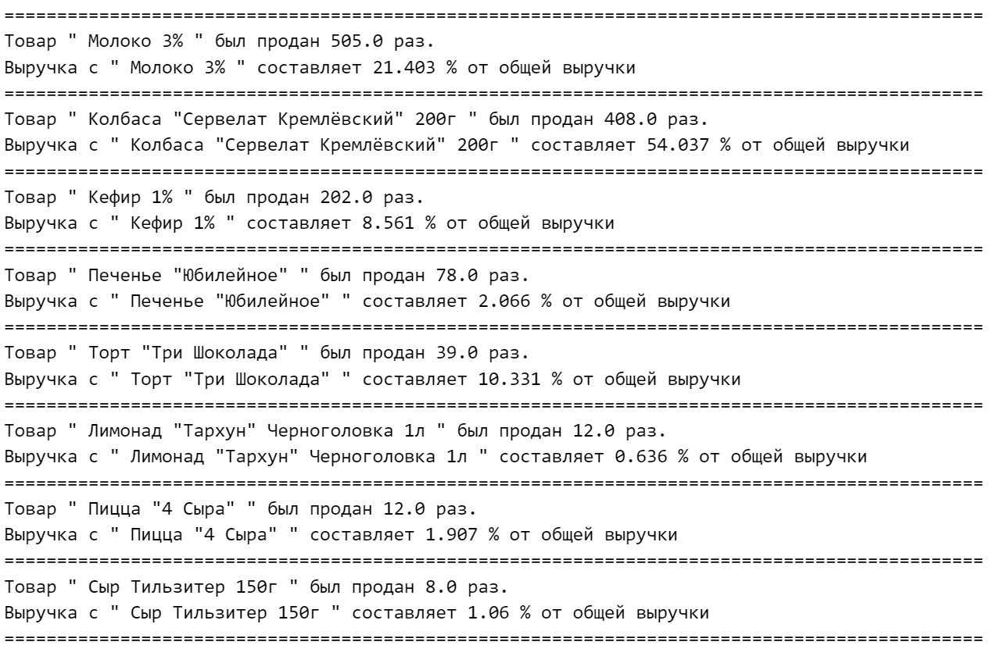 =============================================================================================
Товар " Молоко 3% " был продан 505.0 раз.
Выручка с " Молоко 3% " составляет 21.403 % от общей выручки
=============================================================================================
Товар " Колбаса "Сервелат Кремлёвский" 200г " был продан 408.0 раз.
Выручка с " Колбаса "Сервелат Кремлёвский" 200г " составляет 54.037 % от общей выручки
=============================================================================================
Товар " Кефир 1% " был продан 202.0 раз.
Выручка с " Кефир 1% " составляет 8.561 % от общей выручки
=============================================================================================
Товар " Печенье "Юбилейное" " был продан 78.0 раз.
Выручка с " Печенье "Юбилейное" " составляет 2.066 % от общей выручки
=============================================================================================
Товар " Торт "Три Шоколада" " был продан 39.0 раз.
Выручка с " Торт "Три Шоколада" " составляет 10.331 % от общей выручки
=============================================================================================
Товар " Лимонад "Тархун" Черноголовка 1л " был продан 12.0 раз.
Выручка с " Лимонад "Тархун" Черноголовка 1л " составляет 0.636 % от общей выручки
=============================================================================================
Товар " Пицца "4 Сыра" " был продан 12.0 раз.
Выручка с " Пицца "4 Сыра" " составляет 1.907 % от общей выручки
=============================================================================================
Товар " Сыр Тильзитер 150г " был продан 8.0 раз.
Выручка с " Сыр Тильзитер 150г " составляет 1.06 % от общей выручки
=============================================================================================